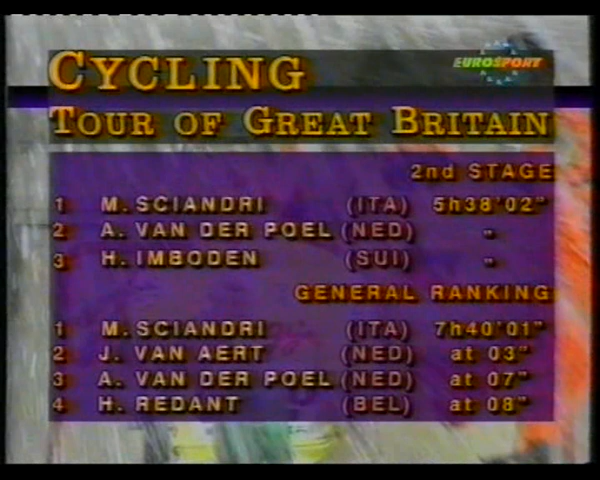 CYCLING
EUROSPORT
TOUR OF GREAT BRITAIN
2nd STAGE
1 M. SCIANDRI (ITA) 5h38'02"
2 A. VAN DER POEL (NED) "
3 H. IMBODEN (SUI) "
GENERAL RANKING
1 M. SCIANDRI (ITA) 7h40'01"
2 J. VAN AERT (NED) at 03"
3 A. VAN DER POEL (NED) at 07"
4 H. REDANT (BEL) at 08"